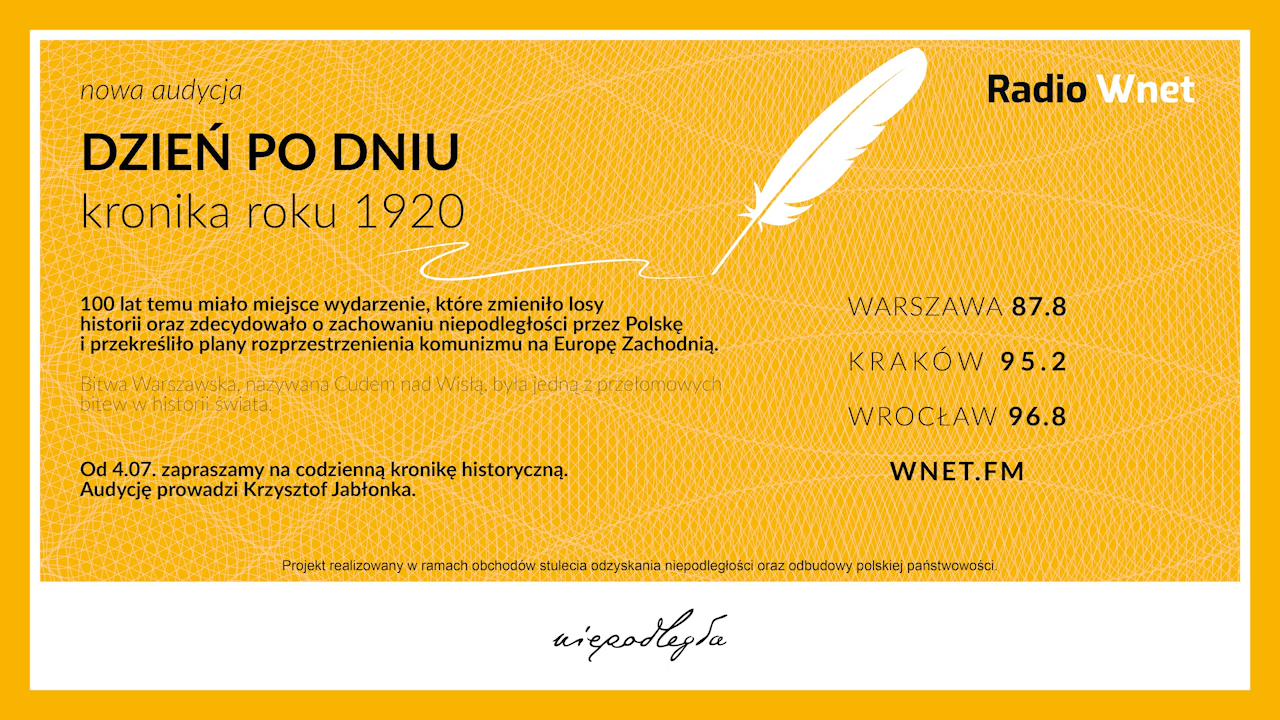 nowa audycja
Radio Wnet
DZIEŃ PO DNIU
kronika roku 1920
100 lat temu miało miejsce wydarzenie, które zmieniło losy
historii oraz zdecydowało o zachowaniu niepodległości przez Polskę
i przekreśliło plany rozprzestrzenienia komunizmu na Europę Zachodnią.
Bitwa Warszawska, nazywana Cudem nad Wisłą, była jedną z przełomowych
bitew w historii świata.
Od 4.07. zapraszamy na codzienną kronikę historyczną.
Audycję prowadzi Krzysztof Jabłonka.
WARSZAWA 87.8
KRAKÓW 95.2
WROCŁAW 96.8
WNET.FM
Projekt realizowany w ramach obchodów stulecia odzyskania niepodległości oraz odbudowy polskiej państwowości.
niepodległa